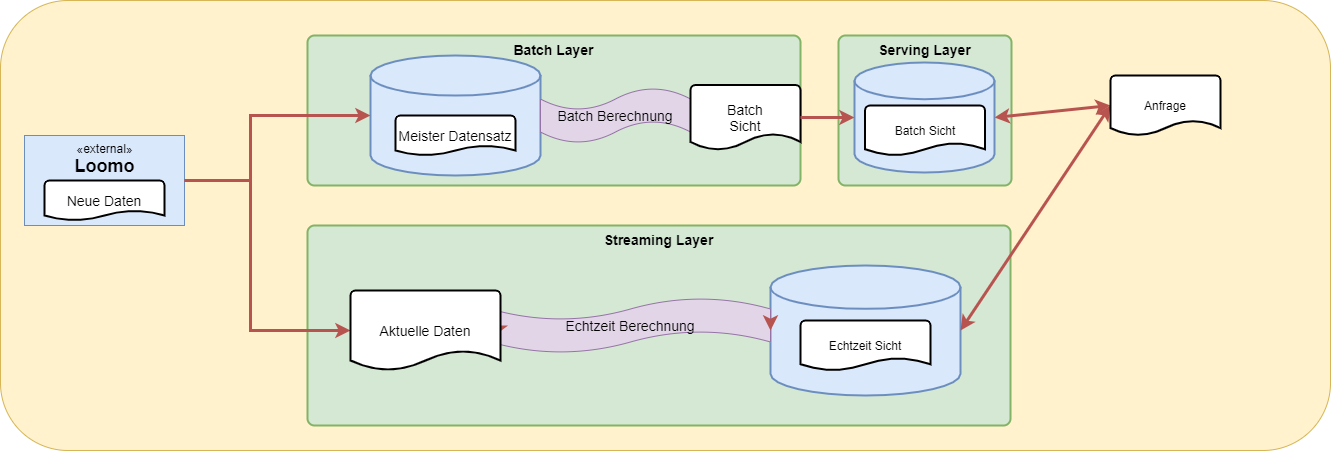 Batch Layer
Serving Layer
«external»
Loomo
Neue Daten
Meister Datensatz
Batch Berechnung
Batch
Sicht
Batch Sicht
Anfrage
Streaming Layer
Aktuelle Daten
Echtzeit Berechnung
Echtzeit Sicht